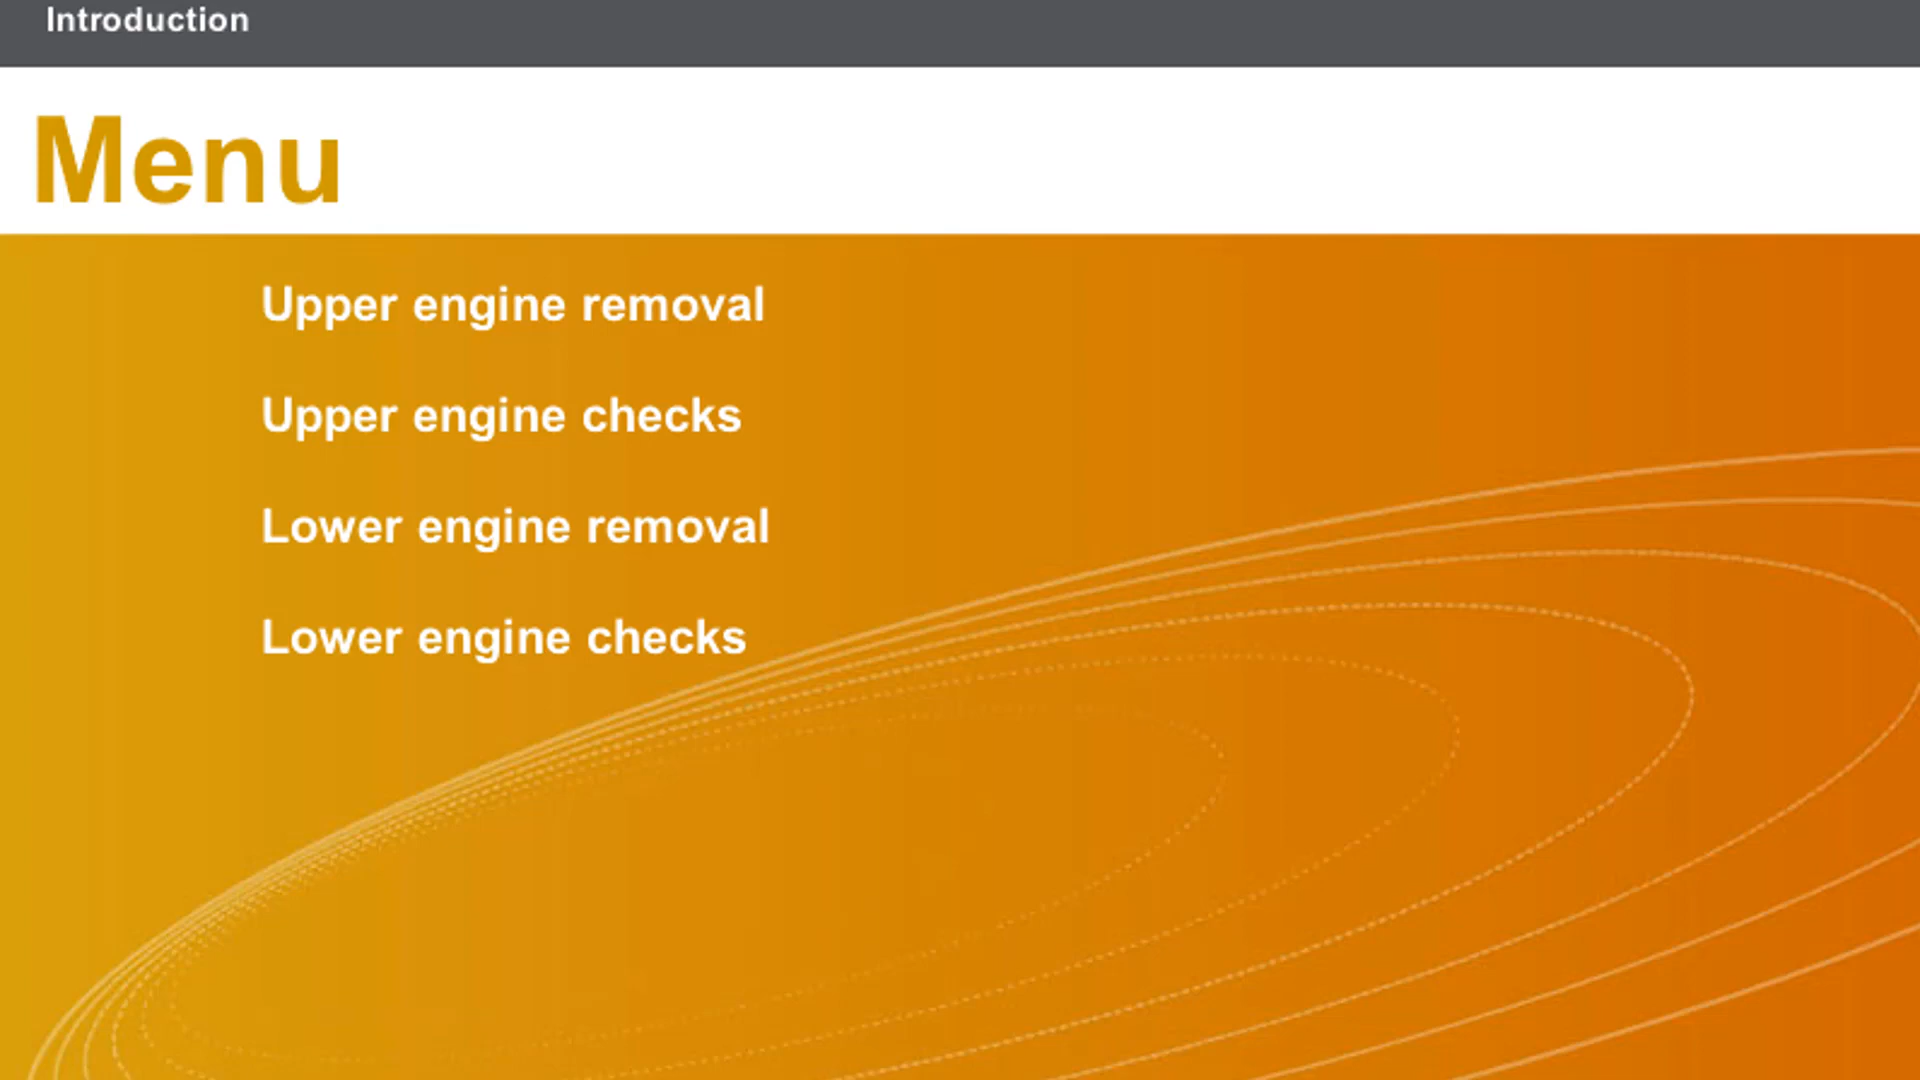 Introduction
Menu
Upper engine removal
Upper engine checks
Lower engine removal
Lower engine checks